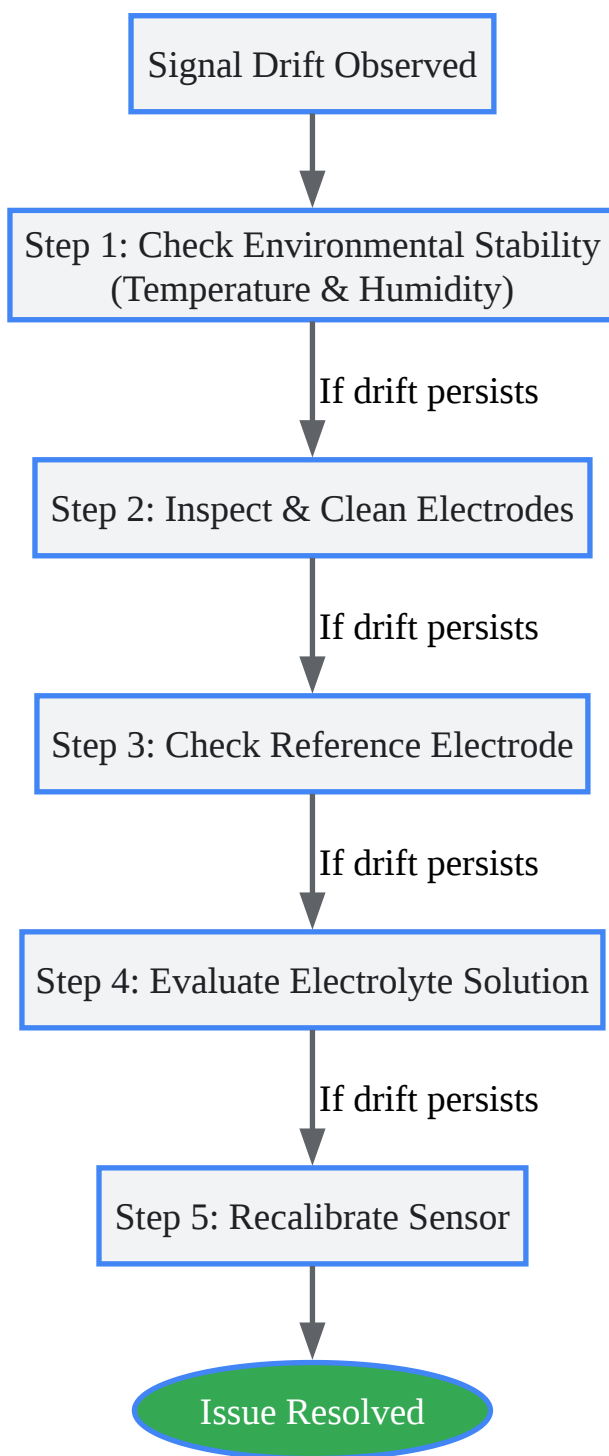 Signal Drift Observed
Step 1: Check Environmental Stability
(Temperature & Humidity)
If drift persists
Step 2: Inspect & Clean Electrodes
If drift persists
Step 3: Check Reference Electrode
If drift persists
Step 4: Evaluate Electrolyte Solution
If drift persists
Step 5: Recalibrate Sensor
Issue Resolved